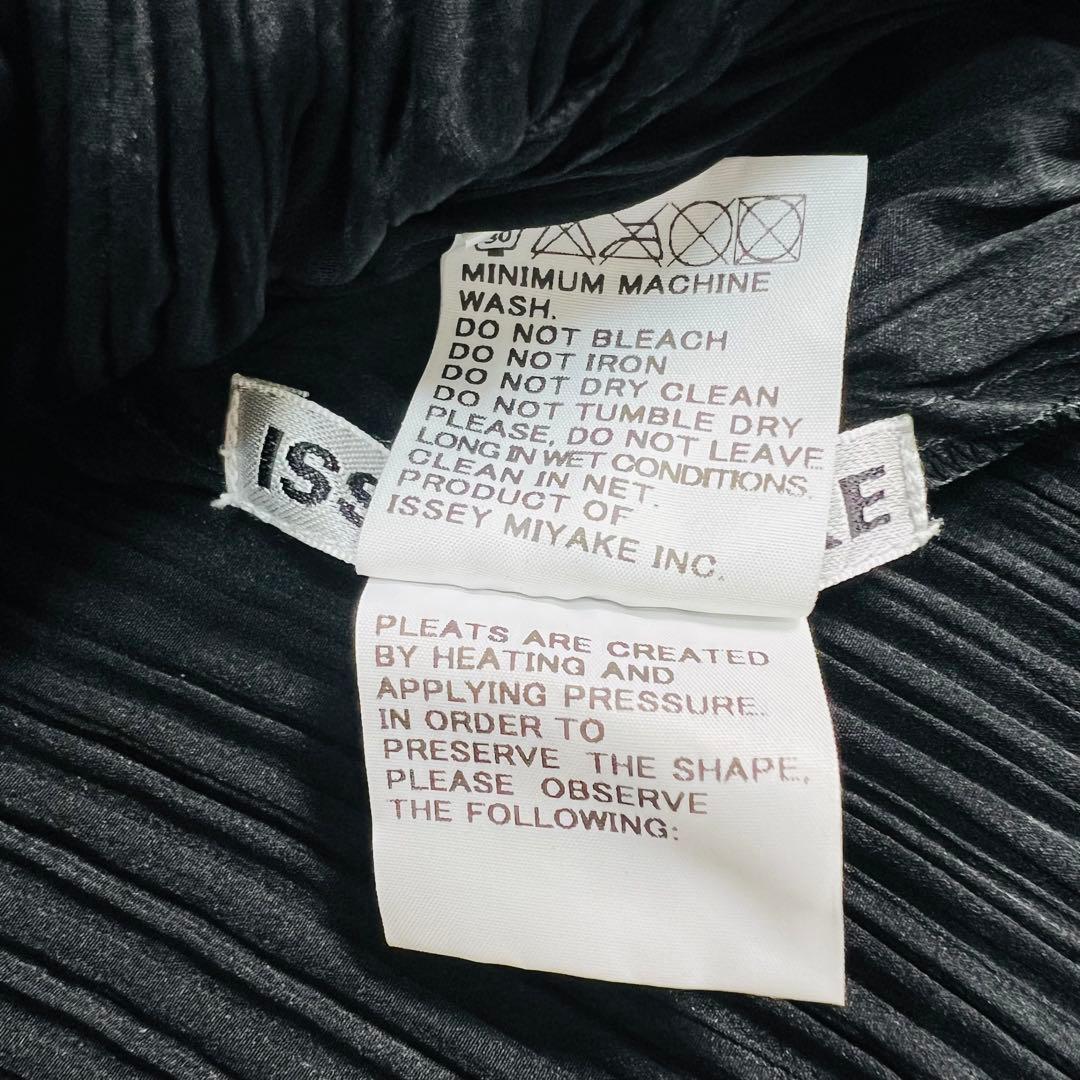 30
MINIMUM MACHINE
WASH.
DO NOT BLEACH
DO NOT IRON
DO NOT DRY CLEAN
DO NOT TUMBLE DRY
PLEASE, DO NOT LEAVE
LONG IN WET CONDITIONS.
CLEAN IN NET
PRODUCT OF
ISSEY MIYAKE INC.
ISS
KE
PLEATS ARE CREATED
BY HEATING AND
APPLYING PRESSURE.
IN ORDER TO
PRESERVE THE SHAPE,
PLEASE OBSERVE
THE FOLLOWING: